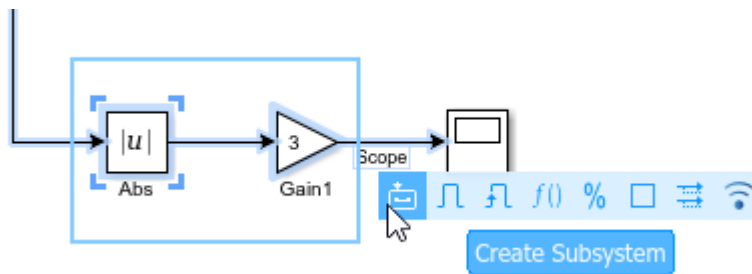 |u|
3
Abs
Gain1
Scope
f()
%
Create Subsystem